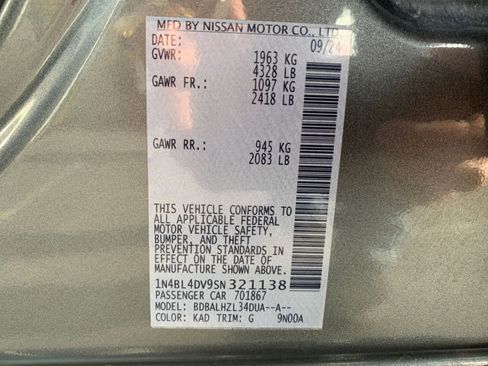 MFD BY NISSAN MOTOR CO., LTD
DATE: 09/24
GVWR: 1963 KG
4328 LB
GAWR FR.: 1097 KG
2418 LB
GAWR RR.: 945 KG
2083 LB
THIS VEHICLE CONFORMS TO
ALL APPLICABLE FEDERAL
MOTOR VEHICLE SAFETY,
BUMPER, AND THEFT
PREVENTION STANDARDS IN
EFFECT ON THE DATE OF
MANUFACTURE SHOWN ABOVE.
1N4BL4DV9SN321138
PASSENGER CAR 701867
MODEL: BDBALHZL34DUA--A--
COLOR: KAD TRIM: G 9N00A